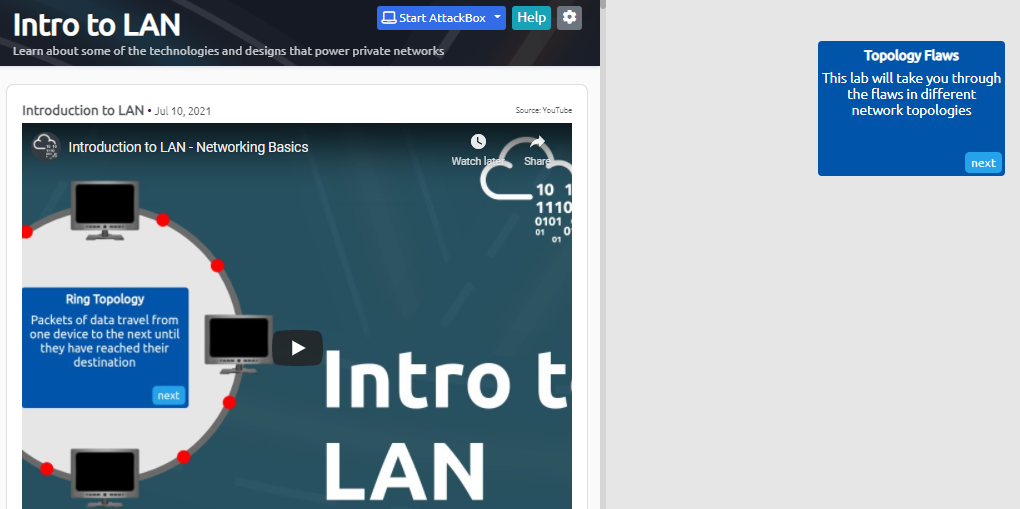 Intro to LAN
Learn about some of the technologies and designs that power private networks
Start AttackBox
Help
Introduction to LAN • Jul 10, 2021
Source: YouTube
Introduction to LAN - Networking Basics
Watch later
Share
10 1
1110
0101 0
01 01
Ring Topology
Packets of data travel from
one device to the next until
they have reached their
destination
next
Intro to
LAN
Topology Flaws
This lab will take you through
the flaws in different
network topologies
next